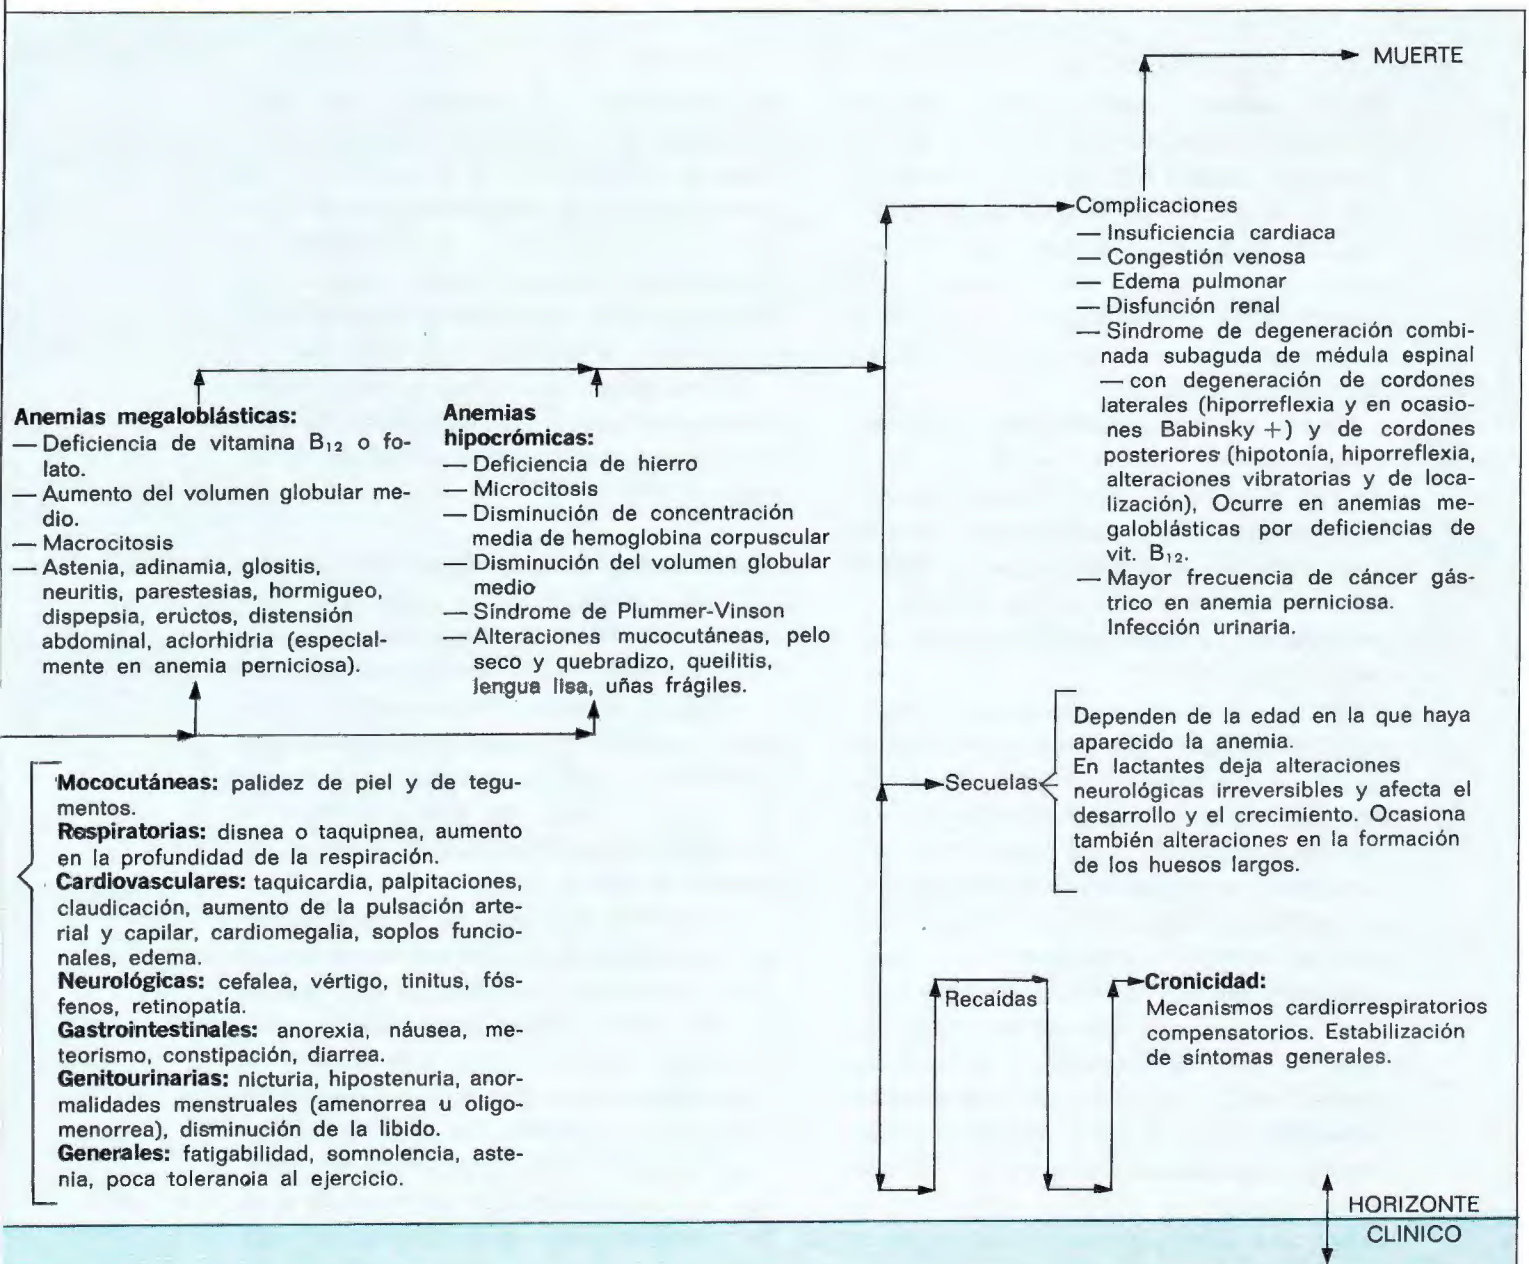 MUERTE
Complicaciones
— Insuficiencia cardiaca
— Congestión venosa
— Edema pulmonar
— Disfunción renal
— Síndrome de degeneración combi-
nada subaguda de médula espinal
— con degeneración de cordones
laterales (hiporreflexia y en ocasio-
nes Babinsky +) y de cordones
posteriores (hipotonía, hiporreflexia,
alteraciones vibratorias y de loca-
lización), Ocurre en anemias me-
galoblásticas por deficiencias de
vit. B₁₂.
— Mayor frecuencia de cáncer gás-
trico en anemia perniciosa.
Infección urinaria.
Anemias megaloblásticas:
— Deficiencia de vitamina B₁₂ o fo-
lato.
— Aumento del volumen globular me-
dio.
— Macrocitosis
— Astenia, adinamia, glositis,
neuritis, parestesias, hormigueo,
dispepsia, eructos, distensión
abdominal, aclorhidria (especial-
mente en anemia perniciosa).
Anemias
hipocrómicas:
— Deficiencia de hierro
— Microcitosis
— Disminución de concentración
media de hemoglobina corpuscular
— Disminución del volumen globular
medio
— Síndrome de Plummer-Vinson
— Alteraciones mucocutáneas, pelo
seco y quebradizo, queilitis,
lengua lisa, uñas frágiles.
Mococutáneas: palidez de piel y de tegu-
mentos.
Respiratorias: disnea o taquipnea, aumento
en la profundidad de la respiración.
Cardiovasculares: taquicardia, palpitaciones,
claudicación, aumento de la pulsación arte-
rial y capilar, cardiomegalia, soplos funcio-
nales, edema.
Neurológicas: cefalea, vértigo, tinitus, fós-
fenos, retinopatía.
Gastrointestinales: anorexia, náusea, me-
teorismo, constipación, diarrea.
Genitourinarias: nicturia, hipostenuria, anor-
malidades menstruales (amenorrea u oligo-
menorrea), disminución de la libido.
Generales: fatigabilidad, somnolencia, aste-
nia, poca tolerancia al ejercicio.
Secuelas
Dependen de la edad en la que haya
aparecido la anemia.
En lactantes deja alteraciones
neurológicas irreversibles y afecta el
desarrollo y el crecimiento. Ocasiona
también alteraciones en la formación
de los huesos largos.
Recaídas
Cronicidad:
Mecanismos cardiorrespiratorios
compensatorios. Estabilización
de síntomas generales.
HORIZONTE
CLINICO